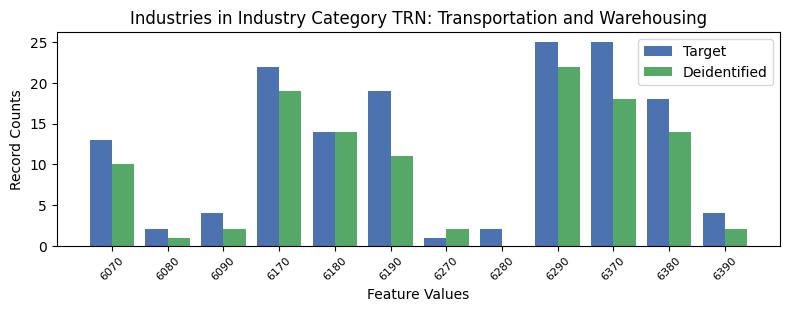 Industries in Industry Category TRN: Transportation and Warehousing
Target
Deidentified
Record Counts
25
20
15
10
5
0
6070 6080 6090 6170 6180 6190 6270 6280 6290 6370 6380 6390
Feature Values